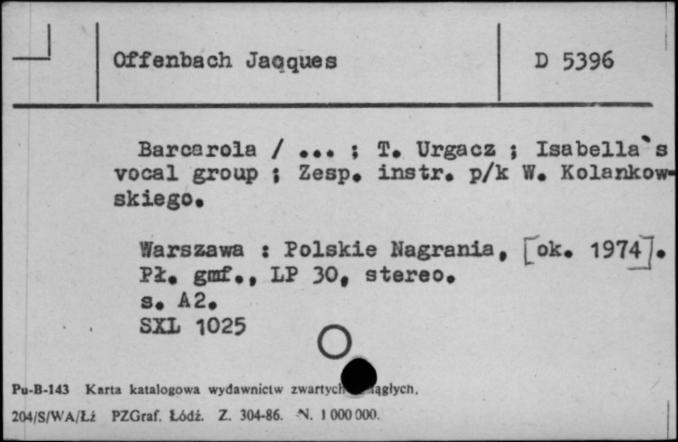 Offenbach Jacques D 5396
Barcarola / ... ; T. Urgacz ; Isabella`s
vocal group ; Zesp. instr. p/k W. Kolankow-
skiego.
Warszawa : Polskie Nagrania, [ok. 1974].
Pł. gmf., LP 30, stereo.
s. A2.
SXL 1025
Pu-B-143 Karta katalogowa wydawnictw
204/S/WA/Łź PZGraf. Łódź. Z. 304-86. N. 1 000 000.